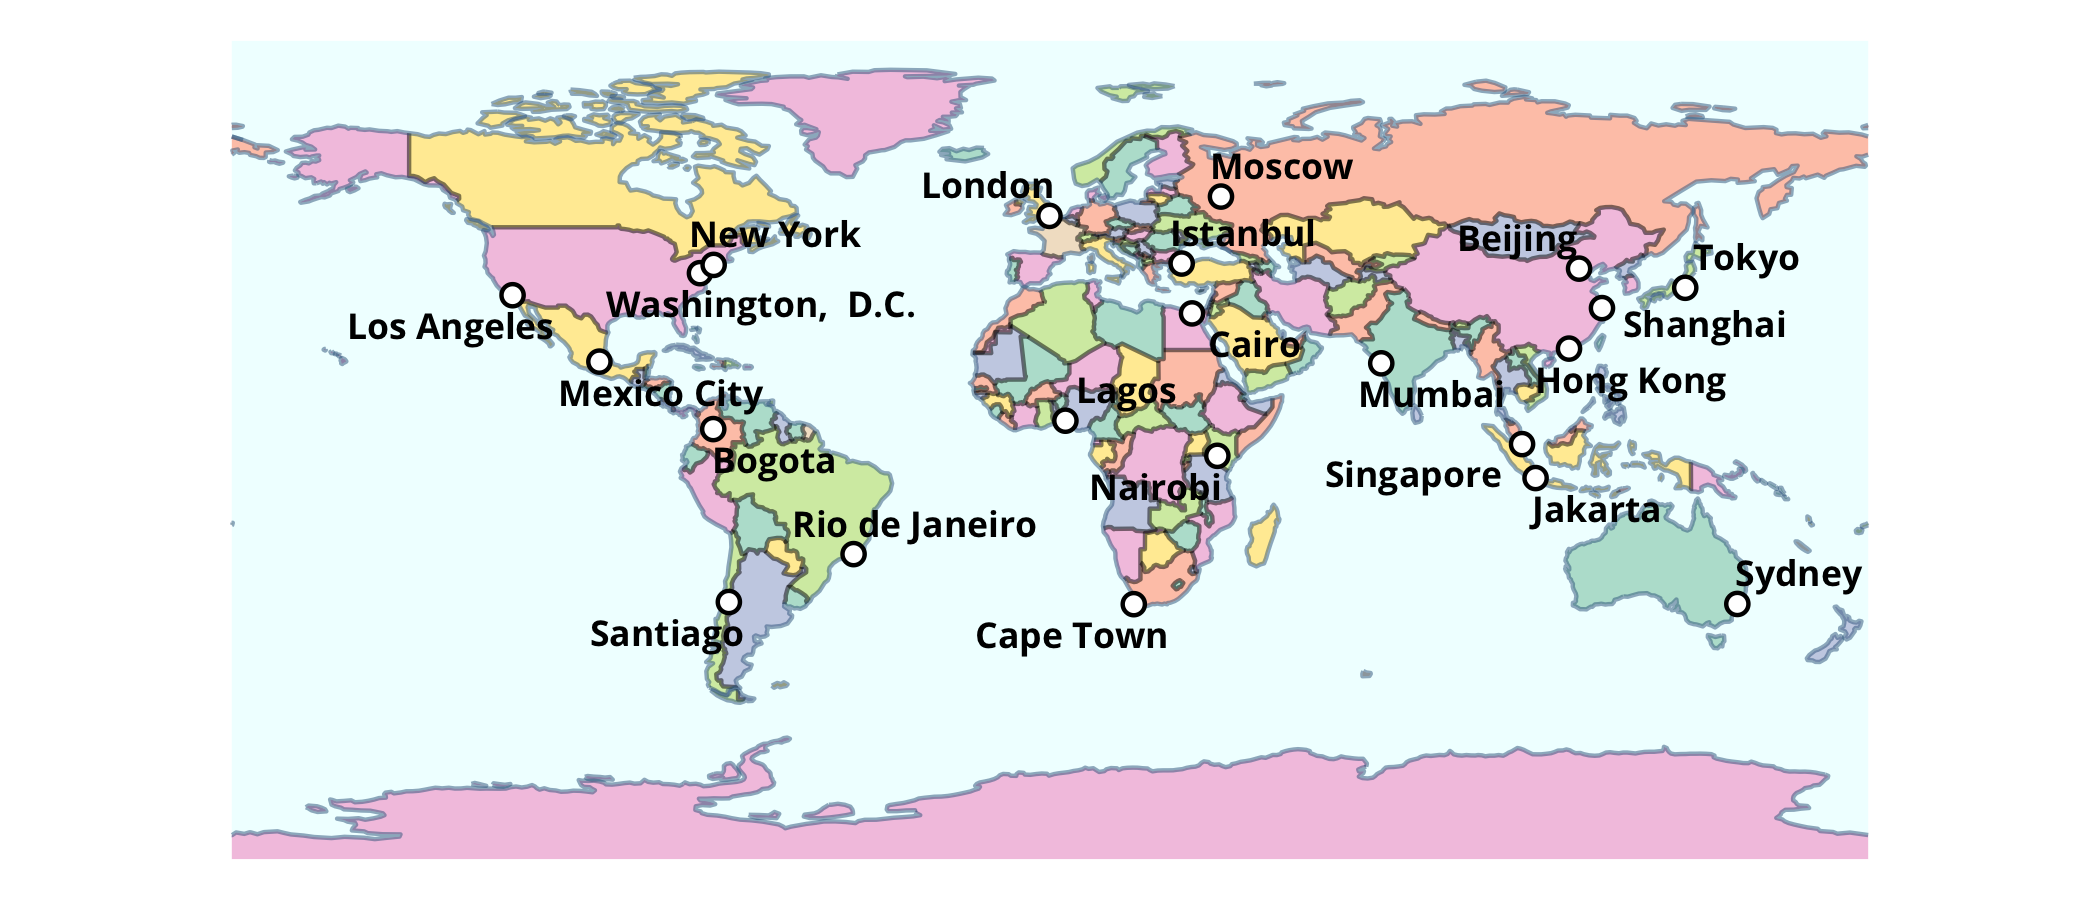 Moscow
London
New York
Istanbul
Beijing
Tokyo
Washington,  D.C.
Los Angeles
Shanghai
Cairo
Mexico City
Lagos
Mumbai
Hong Kong
Bogota
Singapore
Nairobi
Jakarta
Rio de Janeiro
Sydney
Santiago
Cape Town